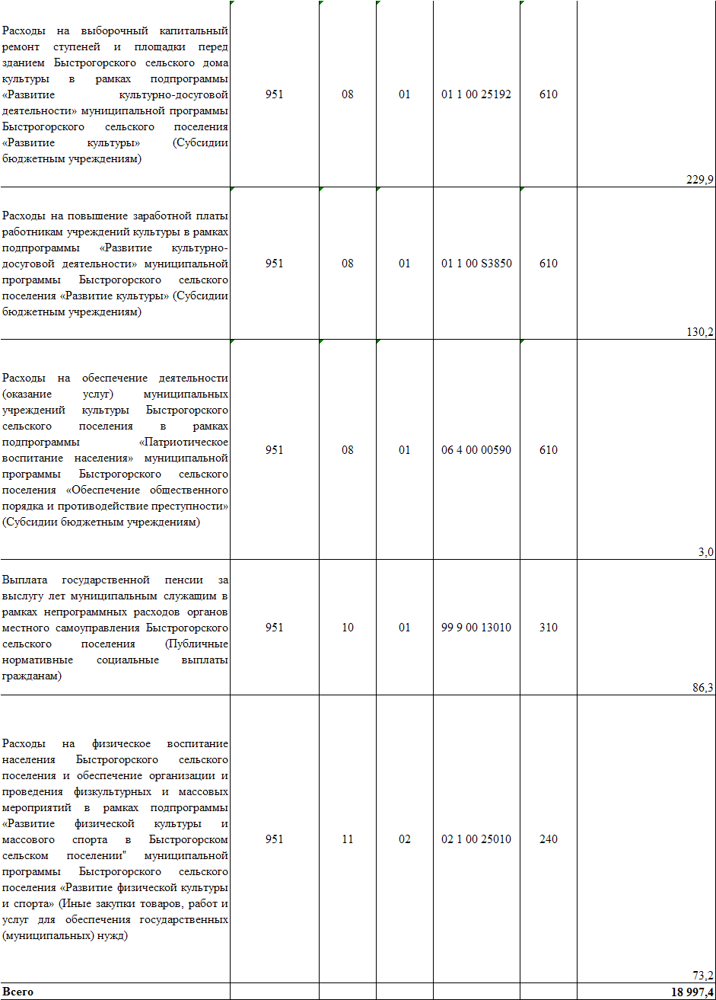 Расходы на выборочный капитальный
ремонт ступеней и площадки перед
зданием Быстрогорского сельского дома
культуры в рамках подпрограммы
«Развитие культурно-досуговой
деятельности» муниципальной программы
Быстрогорского сельского поселения
«Развитие культуры» (Субсидии
бюджетным учреждениям)
951 08 01 01 1 00 25192 610
229,9
Расходы на повышение заработной платы
работникам учреждений культуры в рамках
подпрограммы «Развитие культурно-
досуговой деятельности» муниципальной
программы Быстрогорского сельского
поселения «Развитие культуры» (Субсидии
бюджетным учреждениям)
951 08 01 01 1 00 S3850 610
130,2
Расходы на обеспечение деятельности
(оказание услуг) муниципальных
учреждений культуры Быстрогорского
сельского поселения в рамках
подпрограммы «Патриотическое
воспитание населения» муниципальной
программы Быстрогорского сельского
поселения «Обеспечение общественного
порядка и противодействие преступности»
(Субсидии бюджетным учреждениям)
951 08 01 06 4 00 00590 610
3,0
Выплата государственной пенсии за
выслугу лет муниципальным служащим в
рамках непрограммных расходов органов
местного самоуправления Быстрогорского
сельского поселения (Публичные
нормативные социальные выплаты
гражданам)
951 10 01 99 9 00 13010 310
86,3
Расходы на физическое воспитание
населения Быстрогорского сельского
поселения и обеспечение организации и
проведения физкультурных и массовых
мероприятий в рамках подпрограммы
«Развитие физической культуры и
массового спорта в Быстрогорском
сельском поселении" муниципальной
программы Быстрогорского сельского
поселения «Развитие физической культуры
и спорта» (Иные закупки товаров, работ и
услуг для обеспечения государственных
(муниципальных) нужд)
951 11 02 02 1 00 25010 240
73,2
Всего 18 997,4